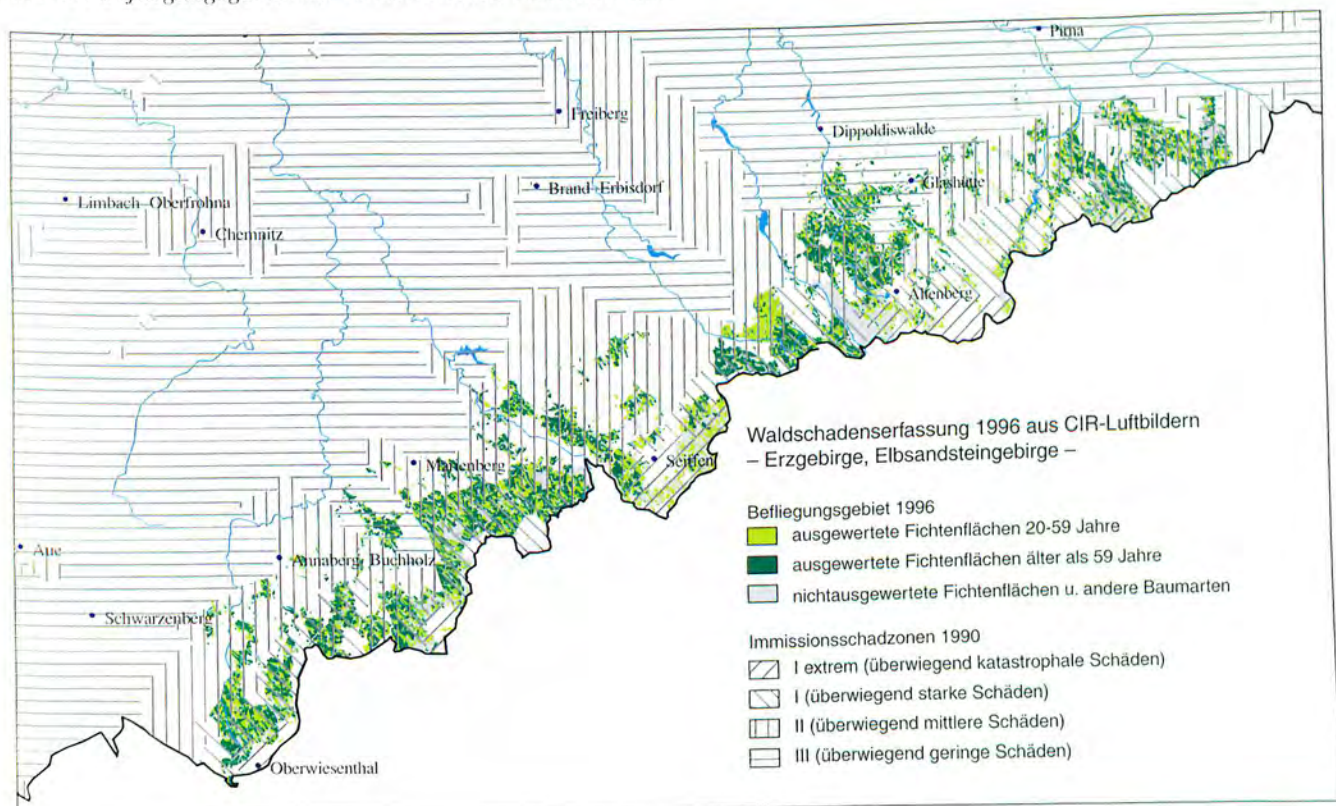 Pirna
Freiberg
Dippoldiswalde
Brand-Erbisdorf
Glashütte
Limbach-Oberfrohna
Chemnitz
Altenberg
Waldschadenserfassung 1996 aus CIR-Luftbildern
– Erzgebirge, Elbsandsteingebirge –
Marienberg
Seiffen
Befliegungsgebiet 1996
ausgewertete Fichtenflächen 20-59 Jahre
Aue
Annaberg-Buchholz
ausgewertete Fichtenflächen älter als 59 Jahre
nichtausgewertete Fichtenflächen u. andere Baumarten
Schwarzenberg
Immissionsschadzonen 1990
I extrem (überwiegend katastrophale Schäden)
I (überwiegend starke Schäden)
II (überwiegend mittlere Schäden)
III (überwiegend geringe Schäden)
Oberwiesenthal